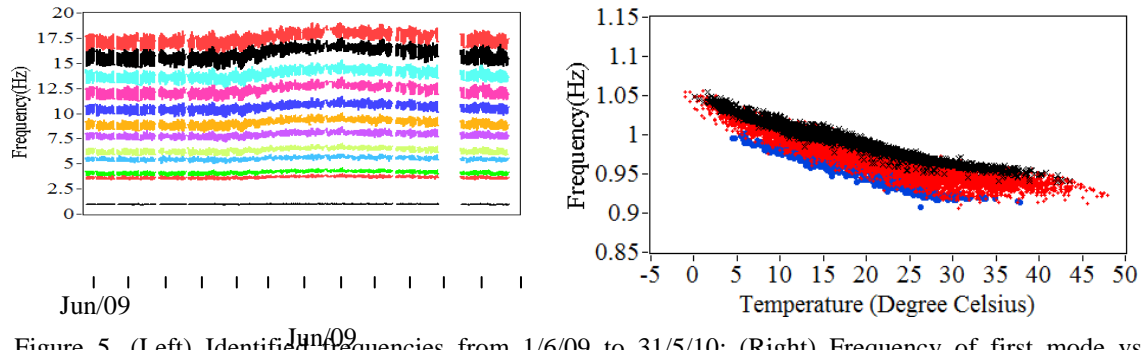 20
17.5
15
12.5
10
7.5
5
2.5
0
Frequency(Hz)
Jun/09
Jun/09
1.15
1.1
1.05
1
0.95
0.9
0.85
Frequency(Hz)
-5 0 5 10 15 20 25 30 35 40 45 50
Temperature (Degree Celsius)
Figure 5. (Left) Identified frequencies from 1/6/09 to 31/5/10; (Right) Frequency of first mode vs